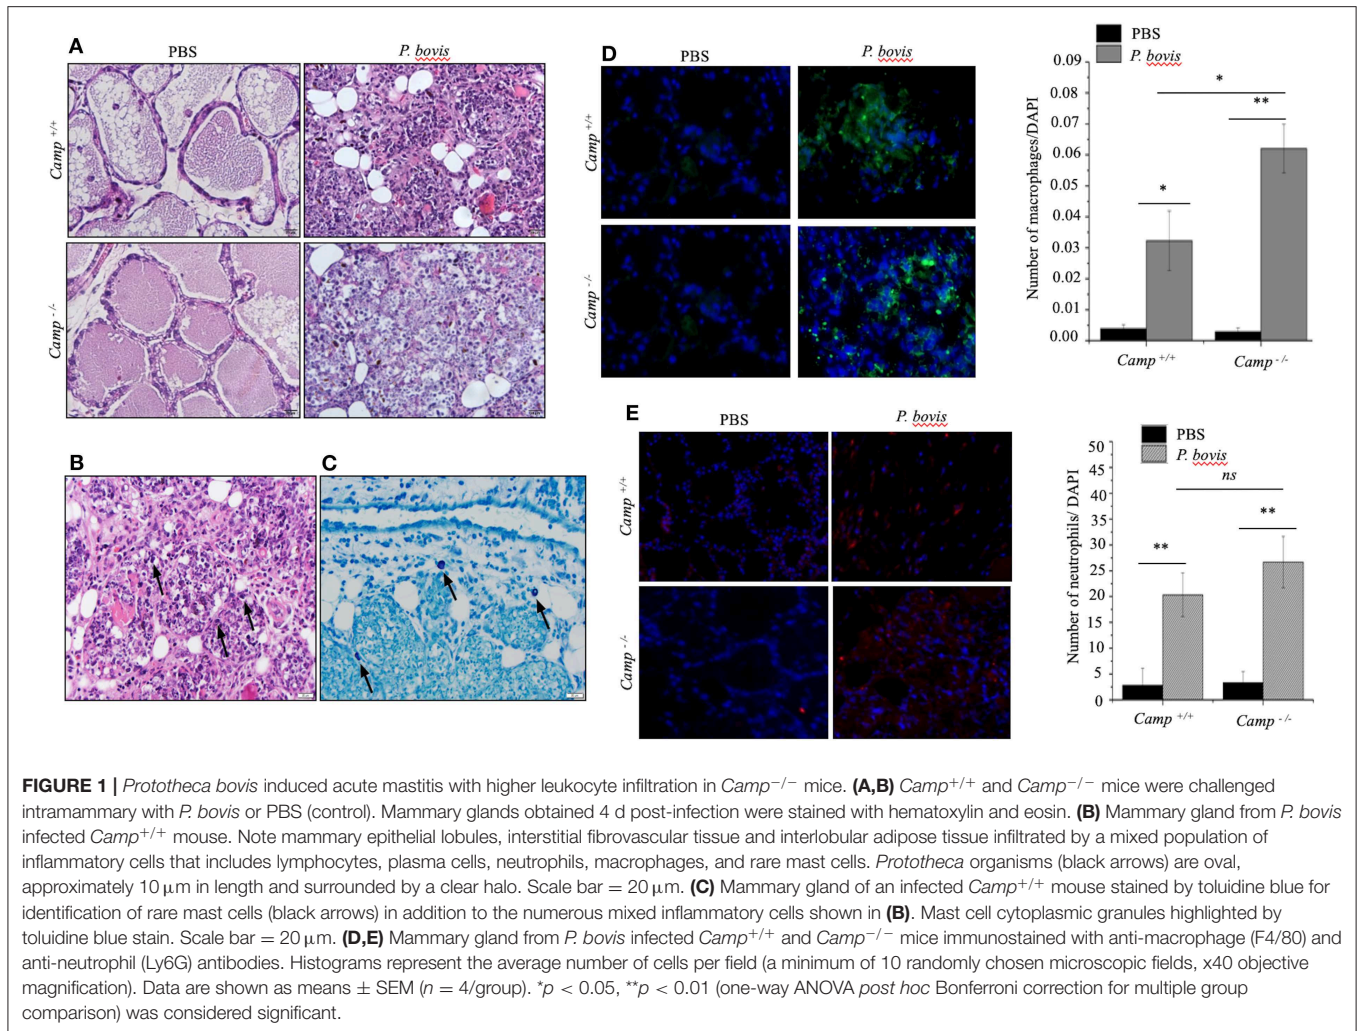 A
PBS
P. bovis
Camp +/+
Camp -/-
B
C
D
PBS
P. bovis
Camp +/+
Camp -/-
PBS
P. bovis
Number of macrophages/DAPI
0.09
0.08
0.07
0.06
0.05
0.04
0.03
0.02
0.01
0.00
*
**
*
Camp +/+
Camp -/-
E
PBS
P. bovis
Camp +/+
Camp -/-
PBS
P. bovis
Number of neutrophils/ DAPI
50
45
40
35
30
25
20
15
10
5
0
ns
**
**
Camp +/+
Camp -/-
FIGURE 1 | Prototheca bovis induced acute mastitis with higher leukocyte infiltration in Camp−/− mice. (A,B) Camp+/+ and Camp−/− mice were challenged
intramammary with P. bovis or PBS (control). Mammary glands obtained 4 d post-infection were stained with hematoxylin and eosin. (B) Mammary gland from P. bovis
infected Camp+/+ mouse. Note mammary epithelial lobules, interstitial fibrovascular tissue and interlobular adipose tissue infiltrated by a mixed population of
inflammatory cells that includes lymphocytes, plasma cells, neutrophils, macrophages, and rare mast cells. Prototheca organisms (black arrows) are oval,
approximately 10 μm in length and surrounded by a clear halo. Scale bar = 20 μm. (C) Mammary gland of an infected Camp+/+ mouse stained by toluidine blue for
identification of rare mast cells (black arrows) in addition to the numerous mixed inflammatory cells shown in (B). Mast cell cytoplasmic granules highlighted by
toluidine blue stain. Scale bar = 20 μm. (D,E) Mammary gland from P. bovis infected Camp+/+ and Camp−/− mice immunostained with anti-macrophage (F4/80) and
anti-neutrophil (Ly6G) antibodies. Histograms represent the average number of cells per field (a minimum of 10 randomly chosen microscopic fields, x40 objective
magnification). Data are shown as means ± SEM (n = 4/group). *p < 0.05, **p < 0.01 (one-way ANOVA post hoc Bonferroni correction for multiple group
comparison) was considered significant.